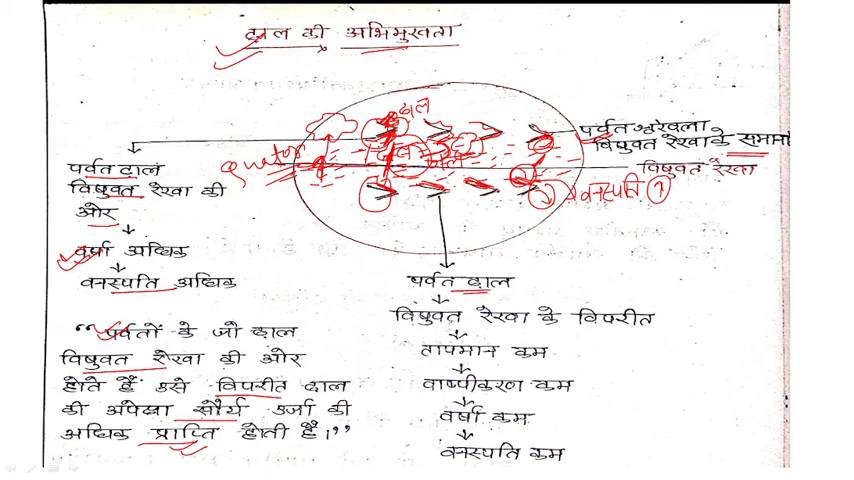 ढाल की अभिमुखता
ढाल
पर्वत श्रृंखला
विषुवत रेखा के समानांतर
विषुवत रेखा
वनस्पति ↑
पर्वत ढाल
विषुवत रेखा की
ओर
वर्षा अधिक
वनस्पति अधिक
पर्वत ढाल
विषुवत रेखा के विपरीत
तापमान कम
वाष्पीकरण कम
वर्षा कम
वनस्पति कम
“पर्वतों के जो ढाल
विषुवत रेखा की ओर
होते हैं उसे विपरीत ढाल
की अपेक्षा सौर्य उर्जा की
अधिक प्राप्ति होती है।”